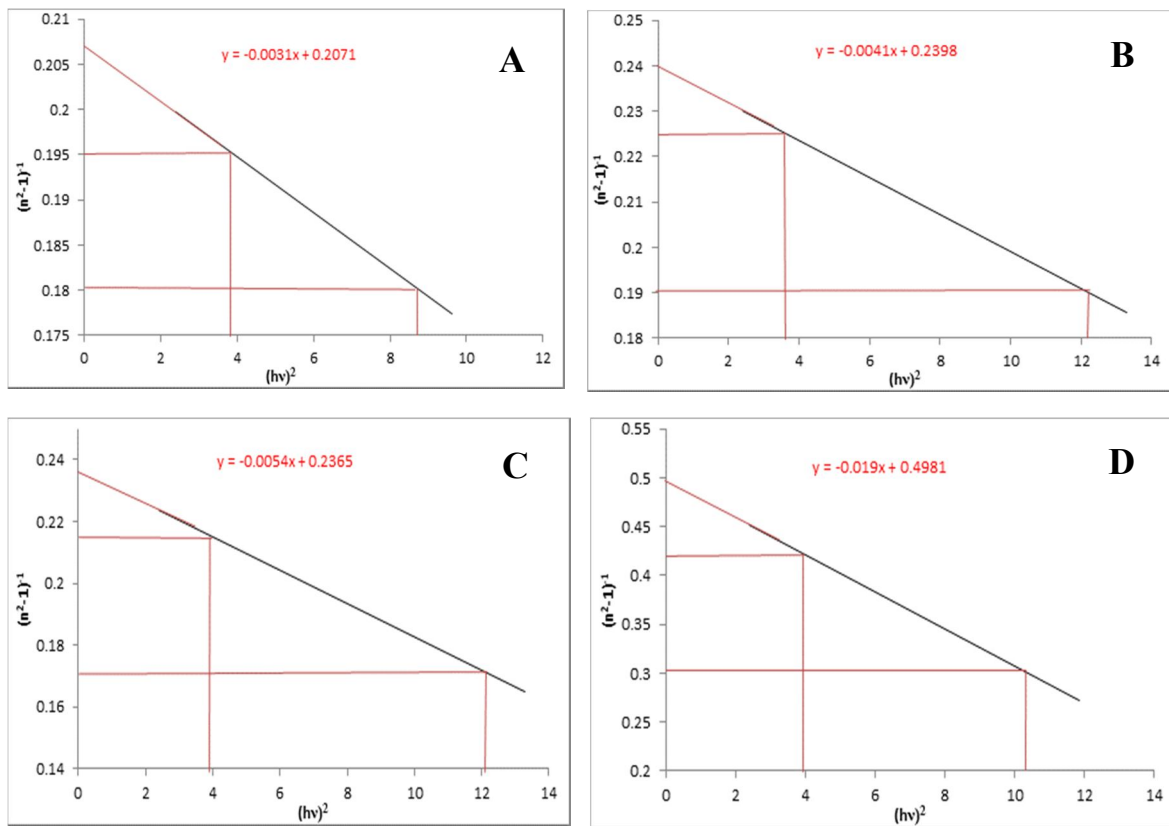 A
y = -0.0031x + 0.2071
0.21
0.205
0.2
0.195
0.19
0.185
0.18
0.175
(n²-1)⁻¹
0 2 4 6 8 10 12
(hν)²
B
y = -0.0041x + 0.2398
0.25
0.24
0.23
0.22
0.21
0.2
0.19
0.18
(n²-1)⁻¹
0 2 4 6 8 10 12 14
(hν)²
C
y = -0.0054x + 0.2365
0.24
0.22
0.2
0.18
0.16
0.14
(n²-1)⁻¹
0 2 4 6 8 10 12 14
(hν)²
D
y = -0.019x + 0.4981
0.55
0.5
0.45
0.4
0.35
0.3
0.25
0.2
(n²-1)⁻¹
0 2 4 6 8 10 12 14
(hν)²